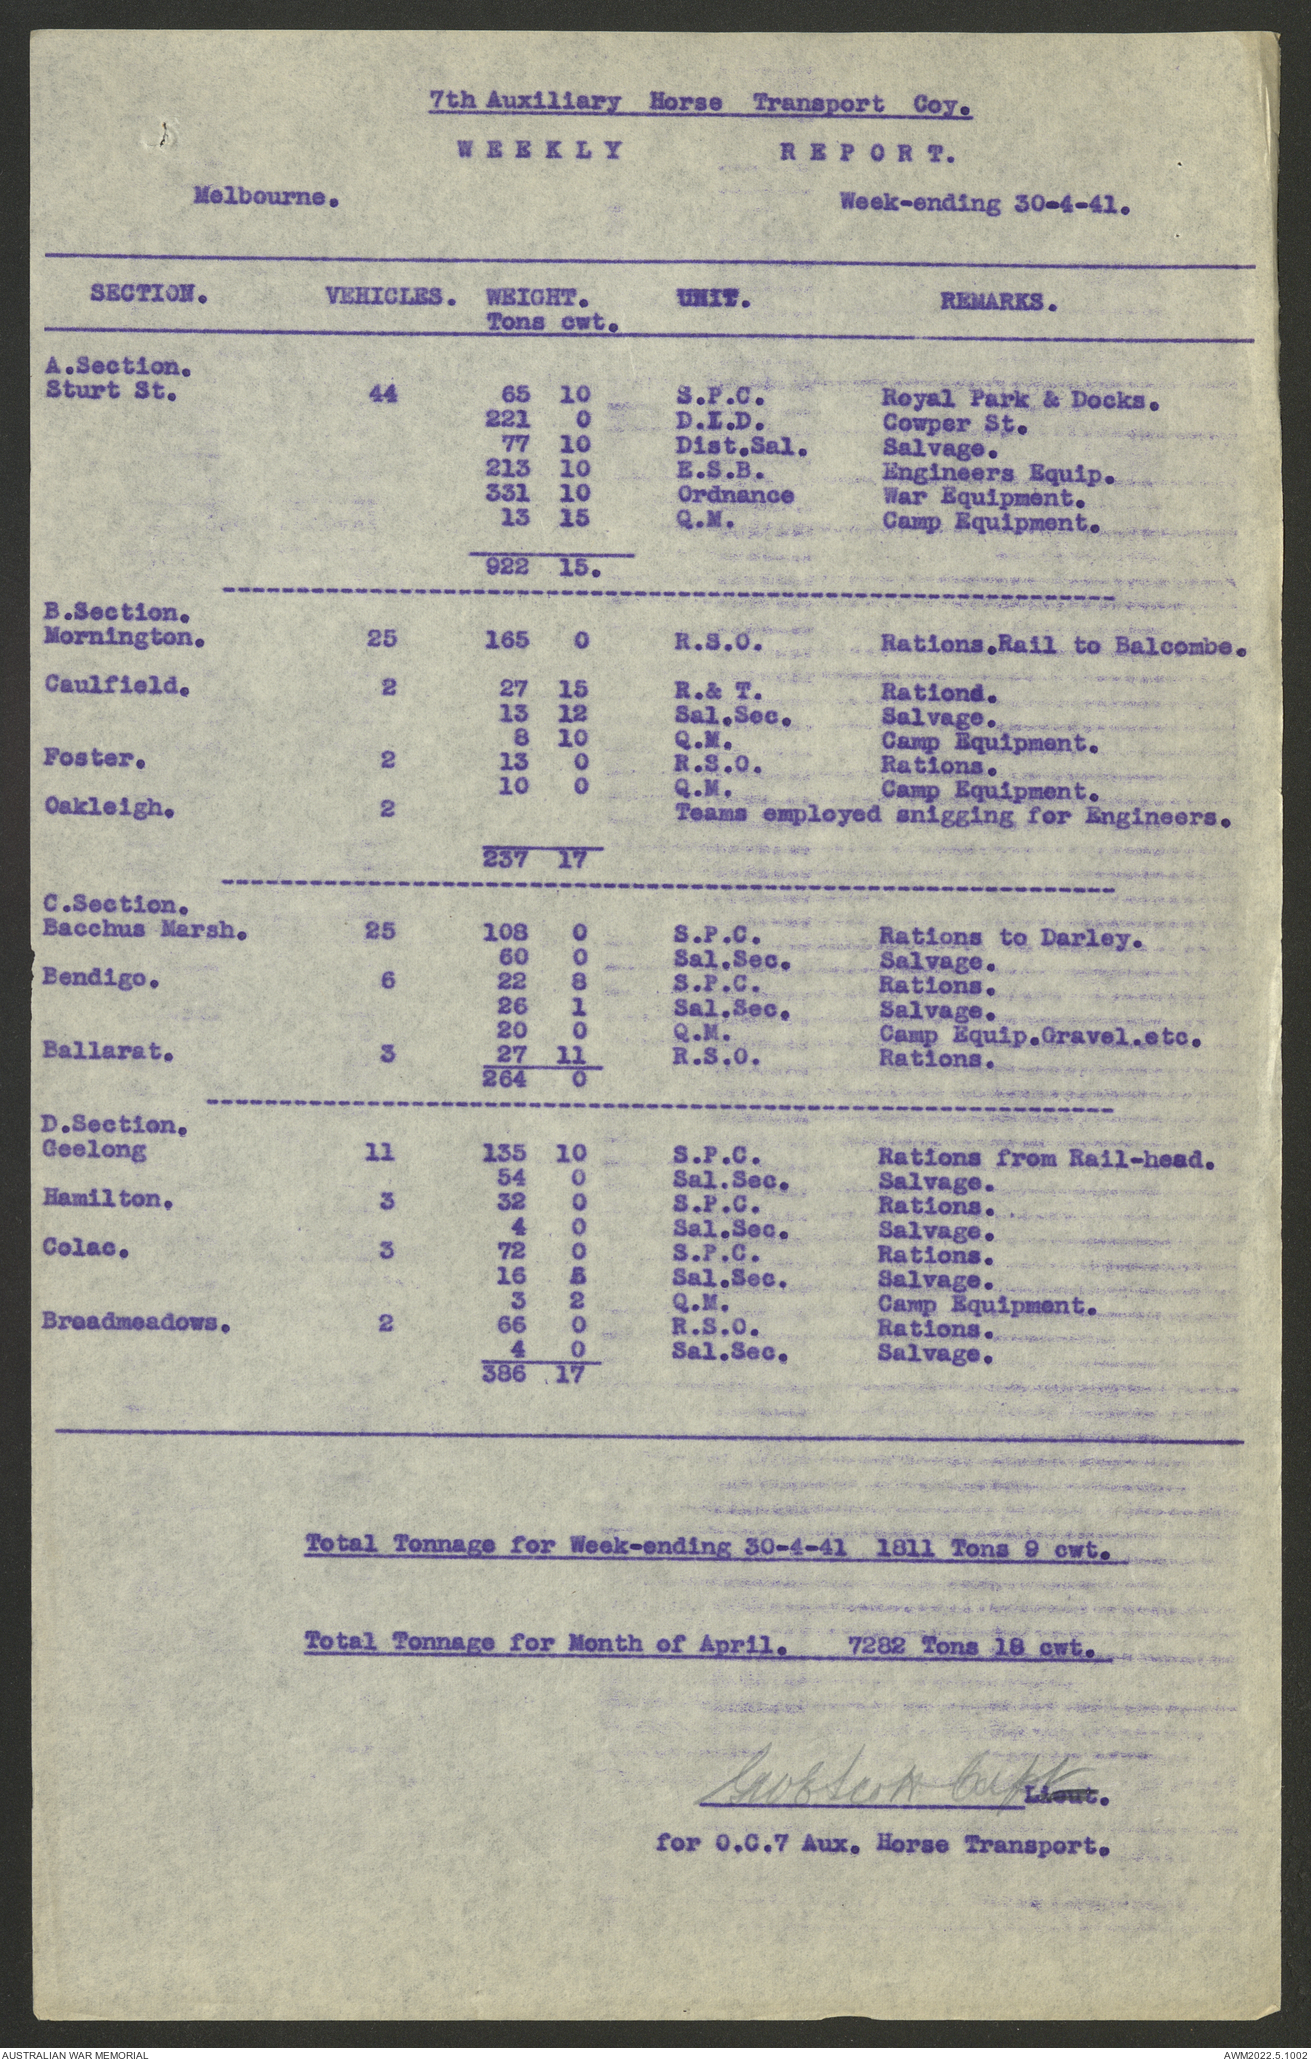 7th Auxiliary Horse Transport Coy.
WEEKLY REPORT.
Melbourne. Week-ending 30-4-41.
SECTION. VEHICLES. WEIGHT. UNIT. REMARKS.
Tons cwt.
A.Section.
Sturt St. 44 65 10 S.P.C. Royal Park & Docks.
221 0 D.I.D. Cowper St.
77 10 Dist.Sal. Salvage.
213 10 E.S.B. Engineers Equip.
331 10 Ordnance War Equipment.
13 15 Q.M. Camp Equipment.
922 15.
B.Section.
Mornington. 25 165 0 R.S.O. Rations.Rail to Balcombe.
Caulfield. 2 27 15 R.& T. Rationd.
13 12 Sal.Sec. Salvage.
8 10 Q.M. Camp Equipment.
Foster. 2 13 0 R.S.O. Rations.
10 0 Q.M. Camp Equipment.
Oakleigh. 2 Teams employed snigging for Engineers.
237 17
C.Section.
Bacchus Marsh. 25 108 0 S.P.C. Rations to Darley.
60 0 Sal.Sec. Salvage.
Bendigo. 6 22 8 S.P.C. Rations.
26 1 Sal.Sec. Salvage.
20 0 Q.M. Camp Equip.Gravel.etc.
Ballarat. 3 27 11 R.S.O. Rations.
264 0
D.Section.
Geelong 11 135 10 S.P.C. Rations from Rail-head.
54 0 Sal.Sec. Salvage.
Hamilton. 3 32 0 S.P.C. Rations.
4 0 Sal.Sec. Salvage.
Colac. 3 72 0 S.P.C. Rations.
16 5 Sal.Sec. Salvage.
3 2 Q.M. Camp Equipment.
Broadmeadows. 2 66 0 R.S.O. Rations.
4 0 Sal.Sec. Salvage.
386 17
Total Tonnage for Week-ending 30-4-41 1811 Tons 9 cwt.
Total Tonnage for Month of April. 7282 Tons 18 cwt.
Geo E Scott Capt Lieut.
for O.C.7 Aux. Horse Transport.
AUSTRALIAN WAR MEMORIAL AWM2022.5.1002